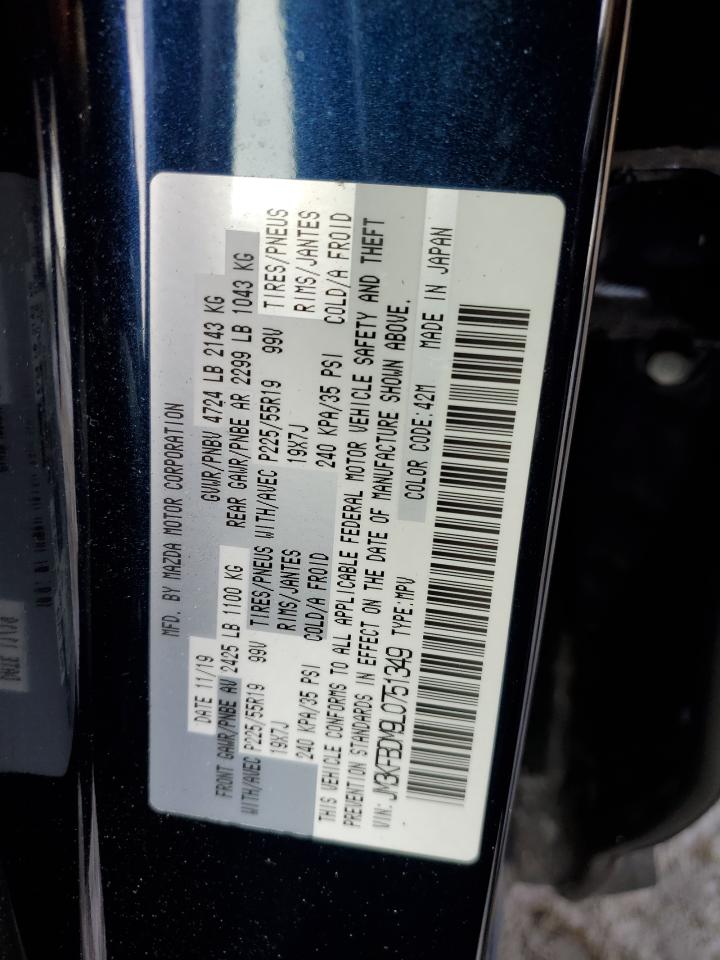 MFD. BY MAZDA MOTOR CORPORATION
DATE 11/19 GVWR/PNBV 4724 LB 2143 KG
FRONT GAWR/PNBE AV 2425 LB 1100 KG REAR GAWR/PNBE AR 2299 LB 1043 KG
WITH/AVEC P225/55R19 99V TIRES/PNEUS WITH/AVEC P225/55R19 99V TIRES/PNEUS
19X7J RIMS/JANTES 19X7J RIMS/JANTES
240 KPA/35 PSI COLD/A FROID 240 KPA/35 PSI COLD/A FROID
THIS VEHICLE CONFORMS TO ALL APPLICABLE FEDERAL MOTOR VEHICLE SAFETY AND THEFT
PREVENTION STANDARDS IN EFFECT ON THE DATE OF MANUFACTURE SHOWN ABOVE.
VIN: JM3KFBDM9L0751349 TYPE:MPV COLOR CODE:42M MADE IN JAPAN